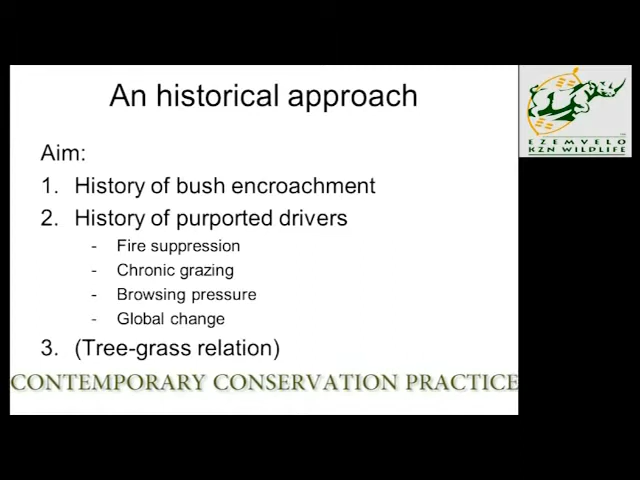 An historical approach
Aim:
1. History of bush encroachment
2. History of purported drivers
- Fire suppression
- Chronic grazing
- Browsing pressure
- Global change
3. (Tree-grass relation)
CONTEMPORARY CONSERVATION PRACTICE
EZEMVELO
KZN WILDLIFE